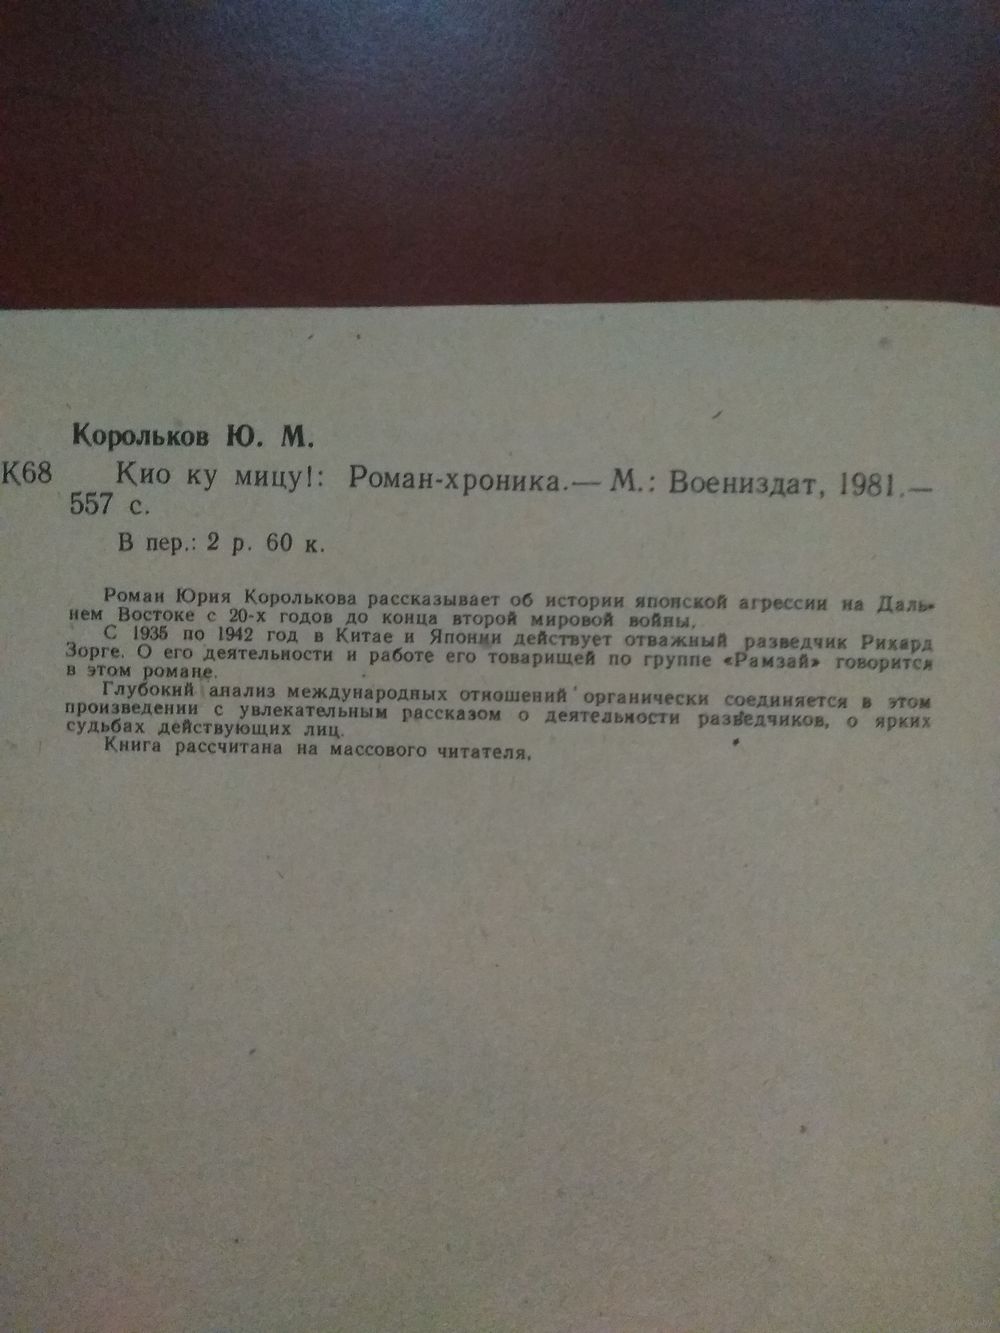 Корольков Ю. М.
К68 Кио ку мицу!: Роман-хроника.— М.: Воениздат, 1981.—
557 с.
В пер.: 2 р. 60 к.
Роман Юрия Королькова рассказывает об истории японской агрессии на Даль-
нем Востоке с 20-х годов до конца второй мировой войны.
С 1935 по 1942 год в Китае и Японии действует отважный разведчик Рихард
Зорге. О его деятельности и работе его товарищей по группе «Рамзай» говорится
в этом романе.
Глубокий анализ международных отношений органически соединяется в этом
произведении с увлекательным рассказом о деятельности разведчиков, о ярких
судьбах действующих лиц.
Книга рассчитана на массового читателя.